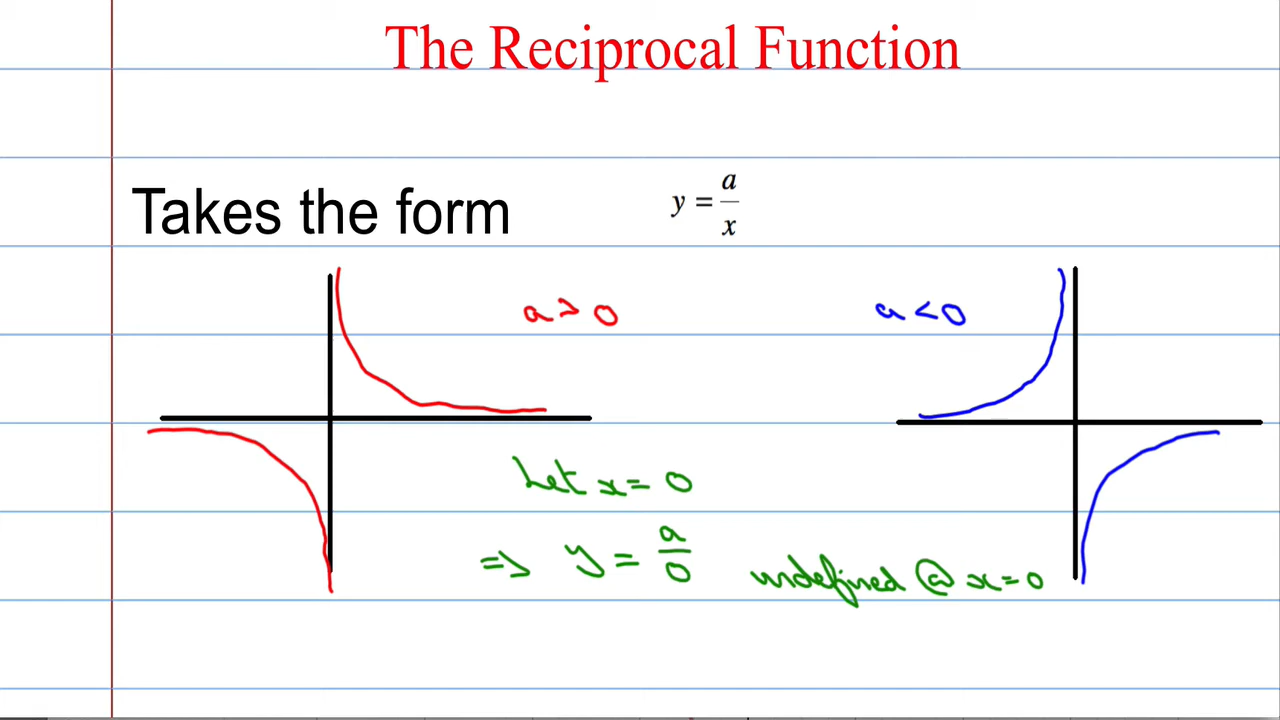 The Reciprocal Function
Takes the form y = a/x
a > 0
a < 0
Let x = 0
=> y = a/0 undefined @ x = 0